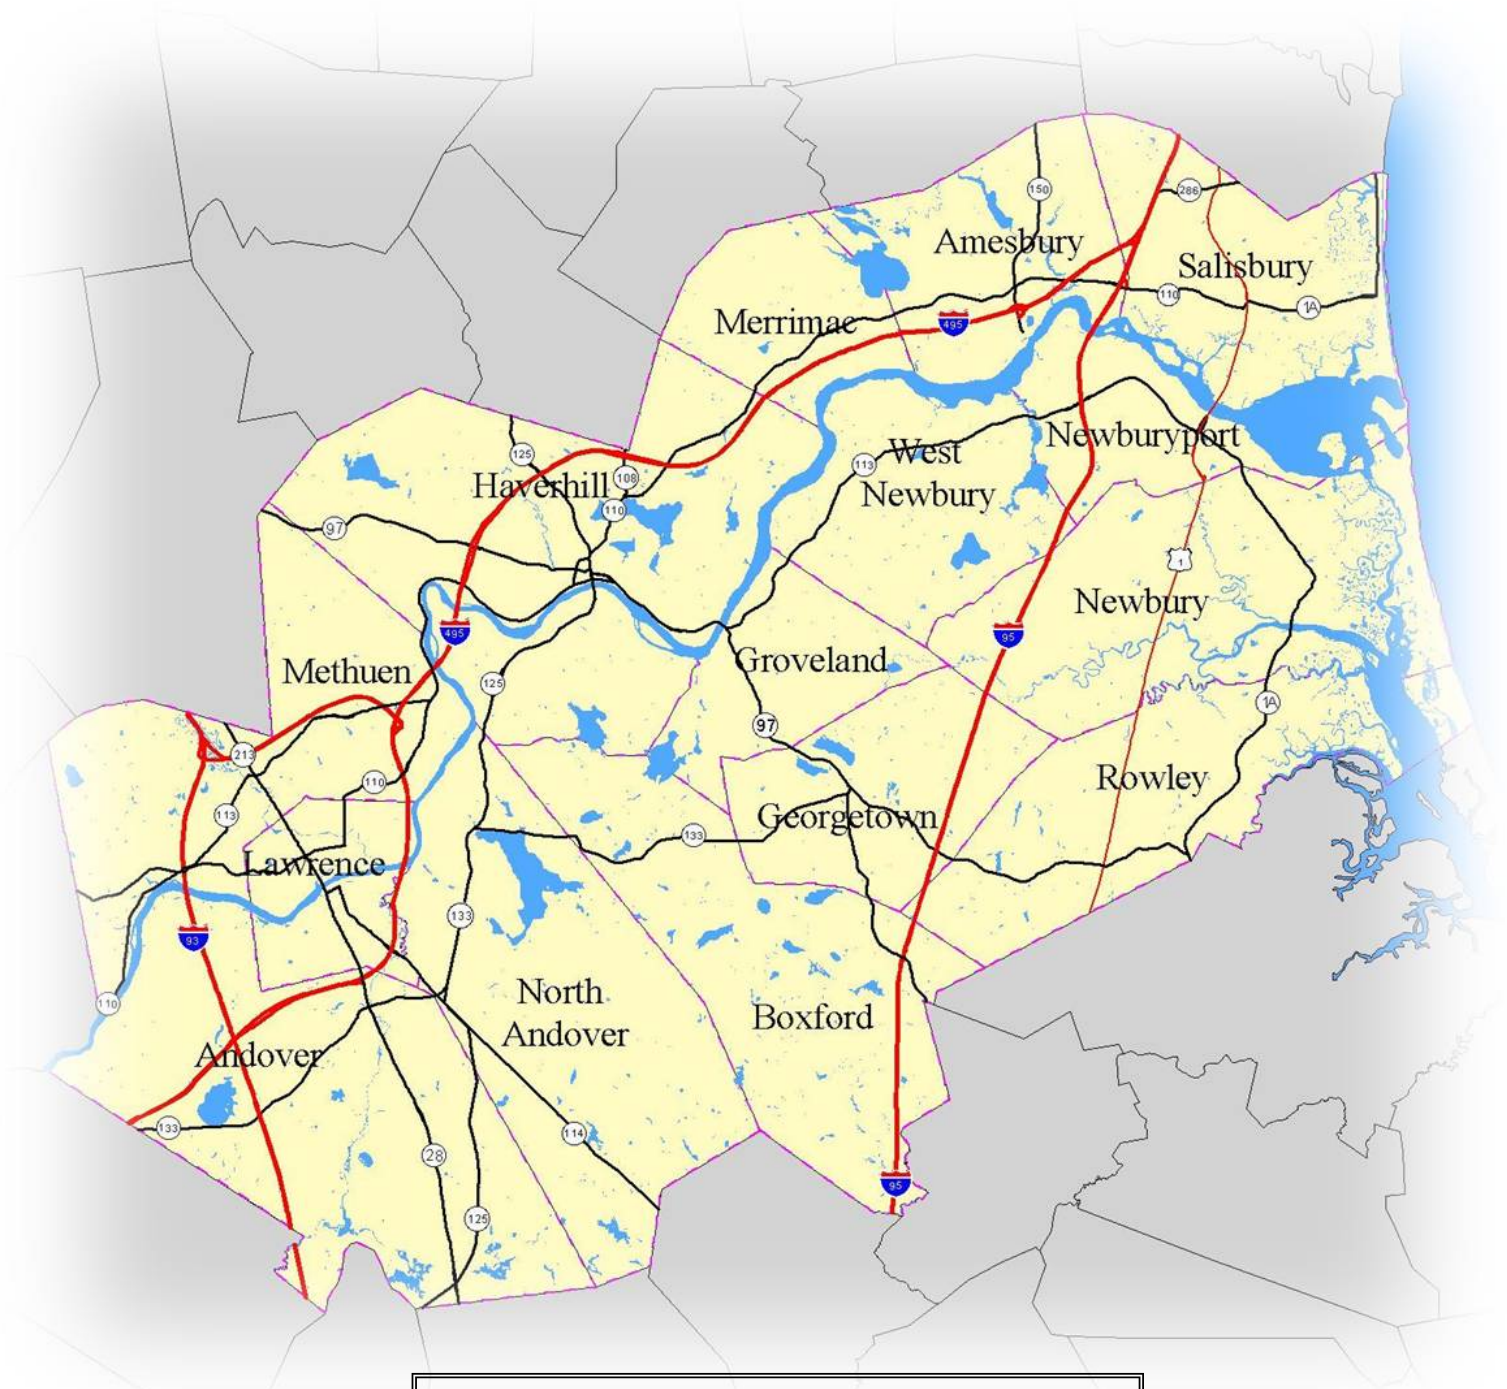 150
286
Amesbury
Salisbury
110
1A
Merrimac
495
125
Haverhill
108
110
97
113
West
Newbury
Newburyport
1
Newbury
495
95
Methuen
125
Groveland
97
1A
213
110
113
Rowley
Georgetown
133
Lawrence
133
93
110
North
Andover
Boxford
Andover
133
28
114
125
95